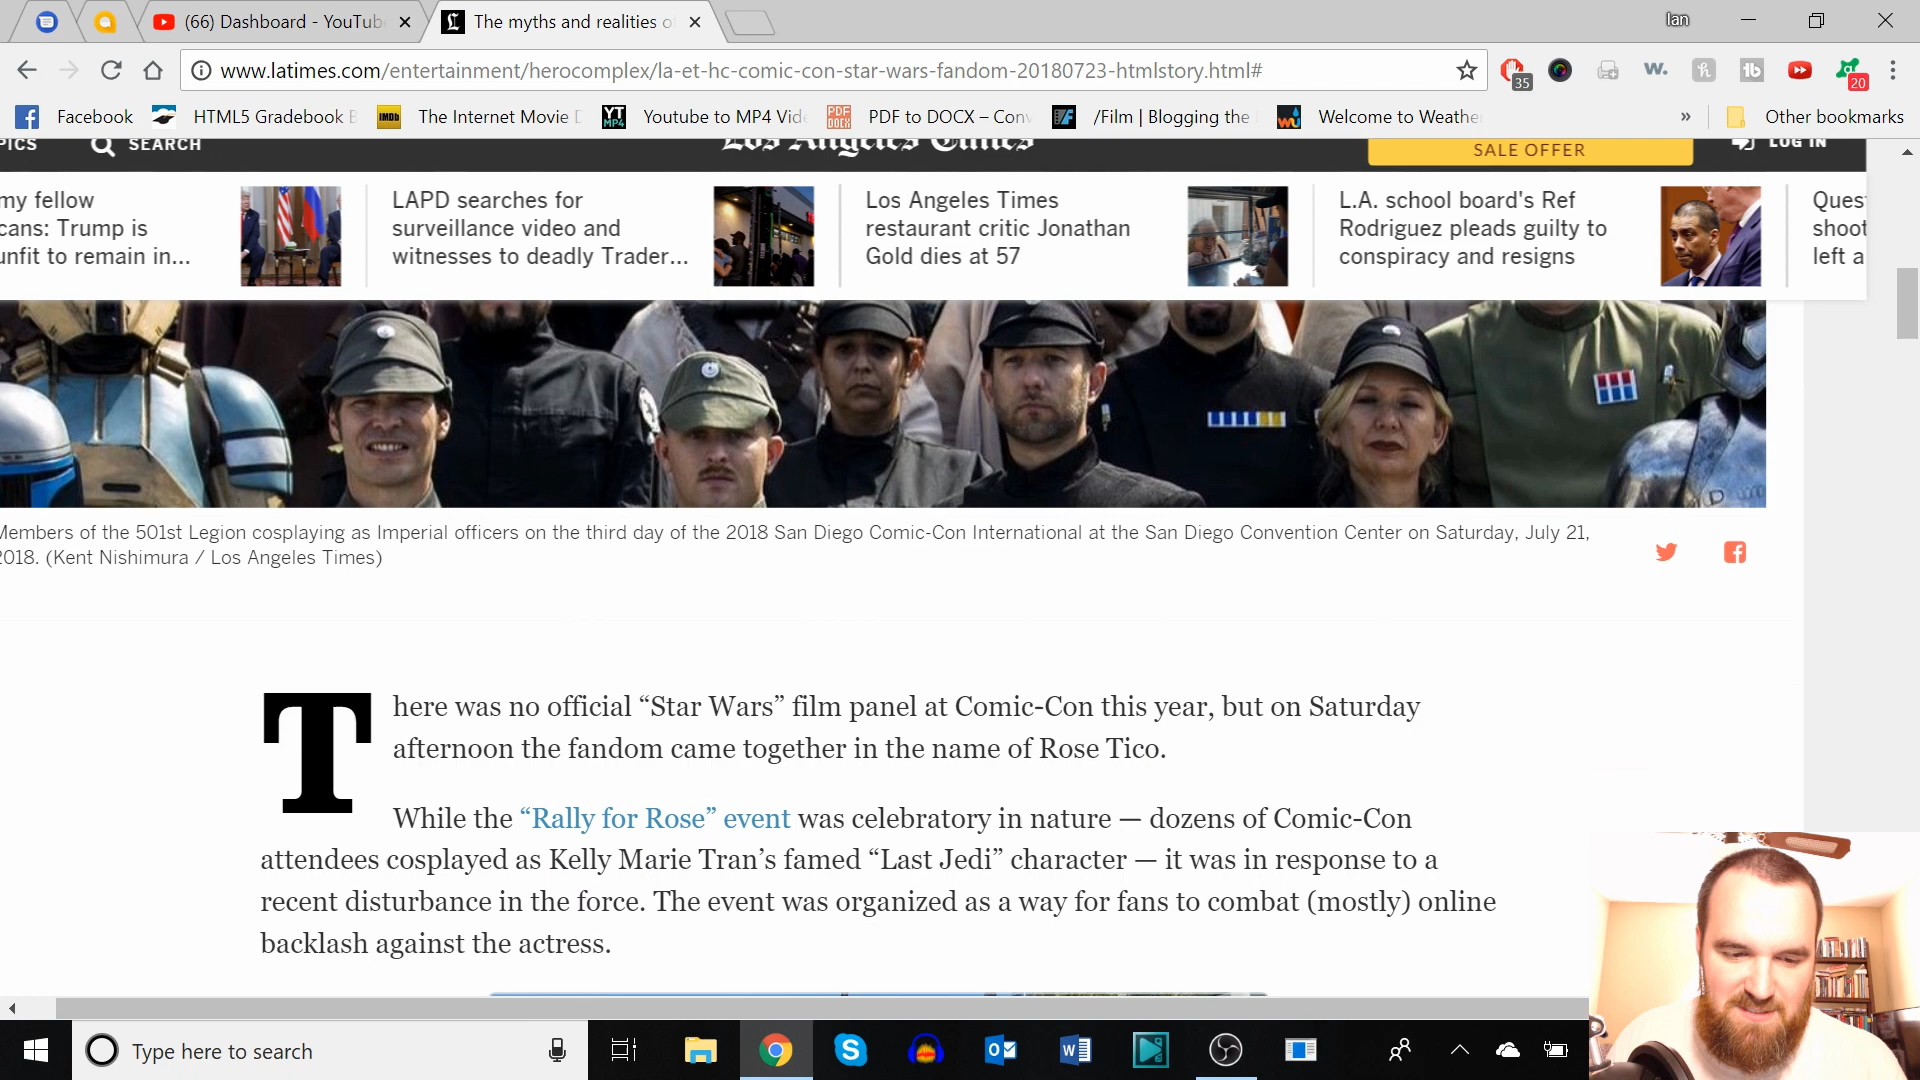 (66) Dashboard - YouTub
The myths and realities o
Ian
www.latimes.com/entertainment/herocomplex/la-et-hc-comic-con-star-wars-fandom-20180723-htmlstory.html#
35
w.
h
tb
20
Facebook
HTML5 Gradebook
IMDb
The Internet Movie
YT MP4
Youtube to MP4 Vid
PDF DOCX
PDF to DOCX – Con
/Film | Blogging the
Welcome to Weathe
»
Other bookmarks
PICS
SEARCH
Los Angeles Times
SALE OFFER
LOG IN
my fellow
cans: Trump is
unfit to remain in...
LAPD searches for
surveillance video and
witnesses to deadly Trader...
Los Angeles Times
restaurant critic Jonathan
Gold dies at 57
L.A. school board's Ref
Rodriguez pleads guilty to
conspiracy and resigns
Ques
shoot
left a
Members of the 501st Legion cosplaying as Imperial officers on the third day of the 2018 San Diego Comic-Con International at the San Diego Convention Center on Saturday, July 21,
2018. (Kent Nishimura / Los Angeles Times)
There was no official “Star Wars” film panel at Comic-Con this year, but on Saturday
afternoon the fandom came together in the name of Rose Tico.
While the “Rally for Rose” event was celebratory in nature — dozens of Comic-Con
attendees cosplayed as Kelly Marie Tran’s famed “Last Jedi” character — it was in response to a
recent disturbance in the force. The event was organized as a way for fans to combat (mostly) online
backlash against the actress.
Type here to search